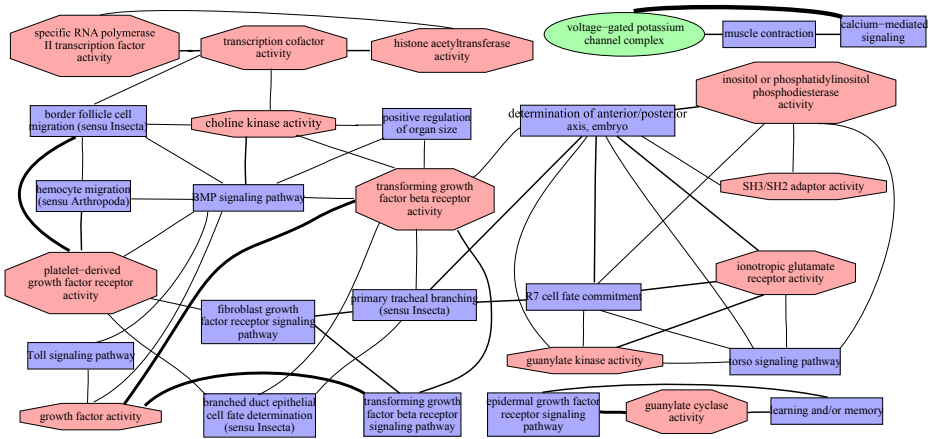 specific RNA polymerase
II transcription factor
activity
transcription cofactor
activity
histone acetyltransferase
activity
voltage−gated potassium
channel complex
muscle contraction
calcium−mediated
signaling
border follicle cell
migration (sensu Insecta)
choline kinase activity
positive regulation
of organ size
determination of anterior/posterior
axis, embryo
inositol or phosphatidylinositol
phosphodiesterase
activity
hemocyte migration
(sensu Arthropoda)
BMP signaling pathway
transforming growth
factor beta receptor
activity
SH3/SH2 adaptor activity
platelet−derived
growth factor receptor
activity
fibroblast growth
factor receptor signaling
pathway
primary tracheal branching
(sensu Insecta)
R7 cell fate commitment
ionotropic glutamate
receptor activity
Toll signaling pathway
guanylate kinase activity
torso signaling pathway
growth factor activity
branched duct epithelial
cell fate determination
(sensu Insecta)
transforming growth
factor beta receptor
signaling pathway
epidermal growth factor
receptor signaling
pathway
guanylate cyclase
activity
learning and/or memory